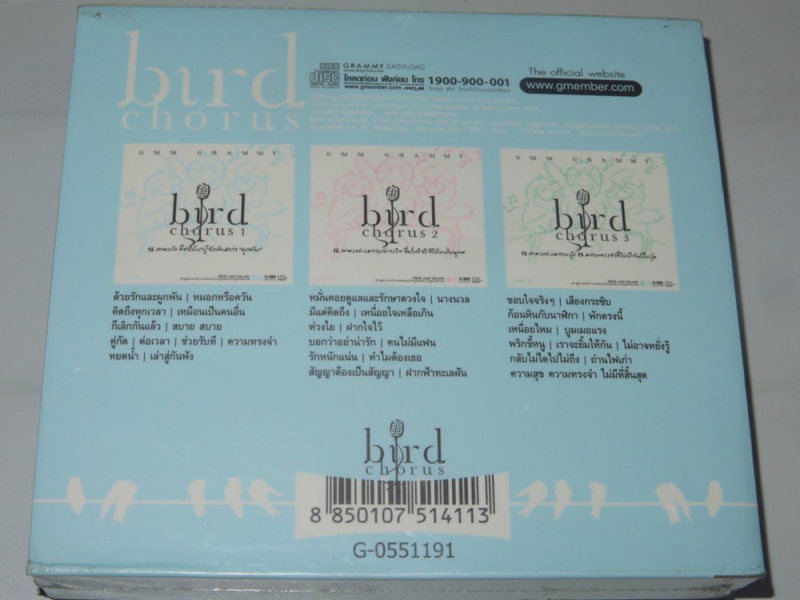 bird
chorus
GRAMMY EASYLOAD
โหลดก่อน ฟังก่อน โทร 1900-900-001
www.gmember.com
The official website
www.gmember.com
GMM GRAMMY
bird
chorus 1
GMM GRAMMY
bird
chorus 2
GMM GRAMMY
bird
chorus 3
ด้วยรักและผูกพัน | หมอกหรือควัน
คิดถึงทุกเวลา | เหมือนเป็นคนอื่น
ก็เลิกกันแล้ว | สบาย สบาย
คู่กัด | ต่อเวลา | ช่วยรับที | ความทรงจำ
หยดน้ำ | เล่าสู่กันฟัง
หมั่นคอยดูแลและรักษาดวงใจ | นางนวล
มีแต่คิดถึง | เหนื่อยใจเหลือเกิน
ห่วงใย | ฝากใจไว้
บอกว่าอย่าน่ารัก | คนไม่มีแฟน
รักหนักแน่น | ทำไมต้องเธอ
สัญญาต้องเป็นสัญญา | ฝากฟ้าทะเลฝัน
ขอบใจจริงๆ | เสียงกระซิบ
ก้อนหินกับนาฬิกา | พักตรงนี้
เหนื่อยไหม | บูมเมอแรง
พริกขี้หนู | เราจะยิ้มให้กัน | ไม่อาจหยั่งรู้
กลับไม่ได้ไปไม่ถึง | ถ่านไฟเก่า
ความสุข ความทรงจำ ไม่มีที่สิ้นสุด
bird
chorus
8 850107 514113
G-0551191